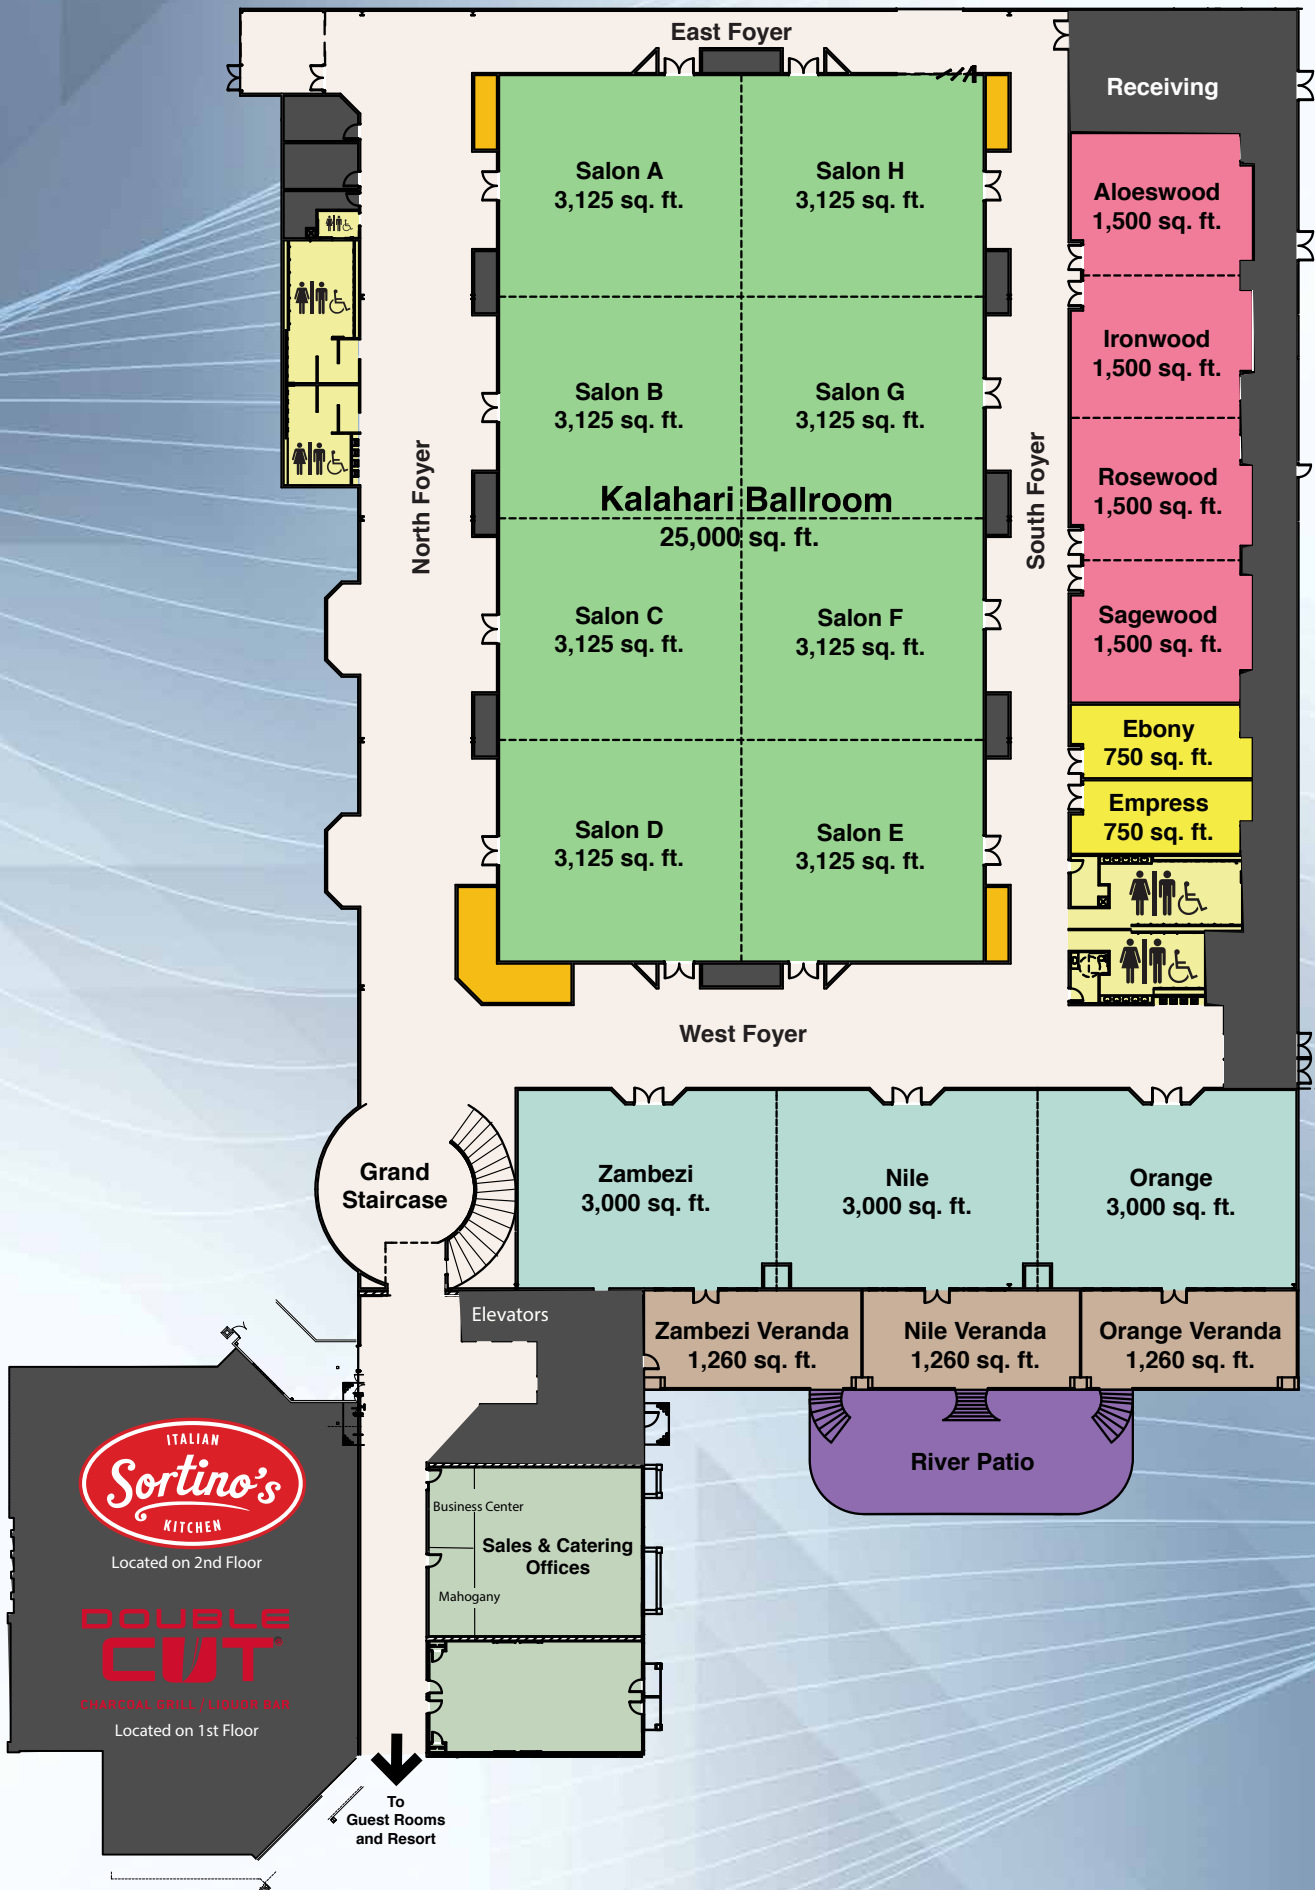 East Foyer
Receiving
Salon A
3,125 sq. ft.
Salon H
3,125 sq. ft.
Aloeswood
1,500 sq. ft.
Ironwood
1,500 sq. ft.
Salon B
3,125 sq. ft.
Salon G
3,125 sq. ft.
North Foyer
South Foyer
Kalahari Ballroom
25,000 sq. ft.
Rosewood
1,500 sq. ft.
Salon C
3,125 sq. ft.
Salon F
3,125 sq. ft.
Sagewood
1,500 sq. ft.
Ebony
750 sq. ft.
Empress
750 sq. ft.
Salon D
3,125 sq. ft.
Salon E
3,125 sq. ft.
West Foyer
Grand
Staircase
Zambezi
3,000 sq. ft.
Nile
3,000 sq. ft.
Orange
3,000 sq. ft.
Elevators
Zambezi Veranda
1,260 sq. ft.
Nile Veranda
1,260 sq. ft.
Orange Veranda
1,260 sq. ft.
River Patio
ITALIAN
Sortino's
KITCHEN
Located on 2nd Floor
Business Center
Sales & Catering
Offices
Mahogany
DOUBLE
CUT®
CHARCOAL GRILL / LIQUOR BAR
Located on 1st Floor
To
Guest Rooms
and Resort